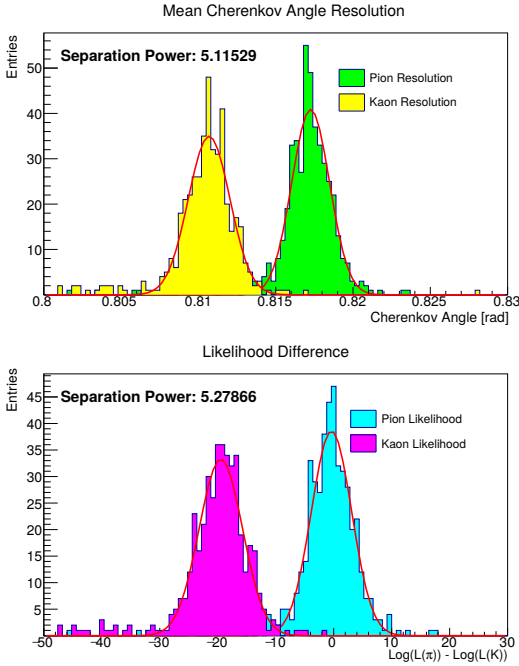 Mean Cherenkov Angle Resolution
Entries
Separation Power: 5.11529
Pion Resolution
Kaon Resolution
50
40
30
20
10
0.8 0.805 0.81 0.815 0.82 0.825 0.83
Cherenkov Angle [rad]
Likelihood Difference
Entries
Separation Power: 5.27866
Pion Likelihood
Kaon Likelihood
45
40
35
30
25
20
15
10
5
−50 −40 −30 −20 −10 0 10 20 30
Log(L(π)) - Log(L(K))